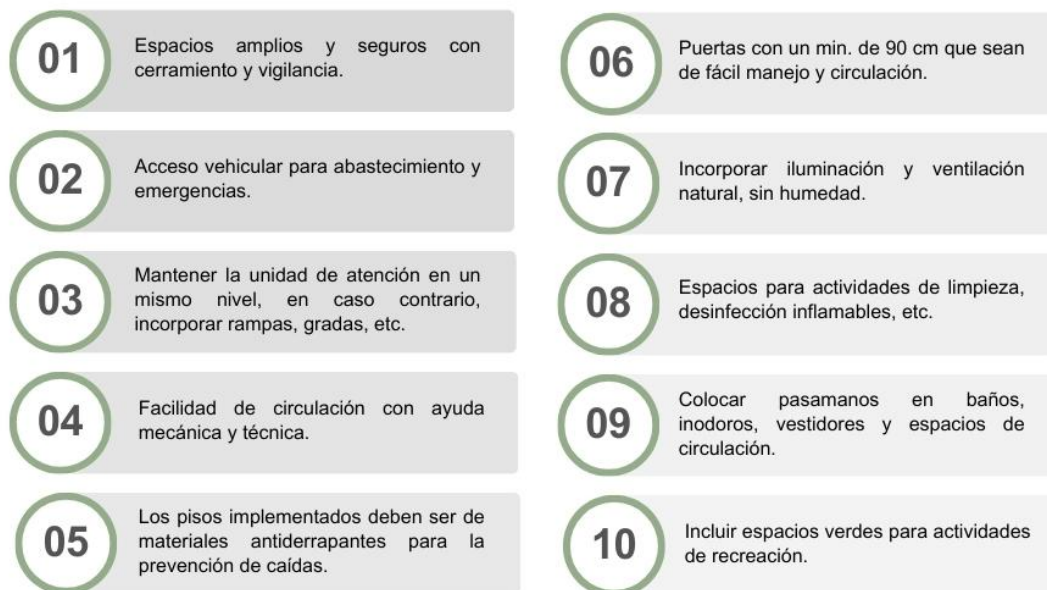 01
Espacios amplios y seguros con
cerramiento y vigilancia.
02
Acceso vehicular para abastecimiento y
emergencias.
03
Mantener la unidad de atención en un
mismo nivel, en caso contrario,
incorporar rampas, gradas, etc.
04
Facilidad de circulación con ayuda
mecánica y técnica.
05
Los pisos implementados deben ser de
materiales antiderrapantes para la
prevención de caídas.
06
Puertas con un min. de 90 cm que sean
de fácil manejo y circulación.
07
Incorporar iluminación y ventilación
natural, sin humedad.
08
Espacios para actividades de limpieza,
desinfección inflamables, etc.
09
Colocar pasamanos en baños,
inodoros, vestidores y espacios de
circulación.
10
Incluir espacios verdes para actividades
de recreación.